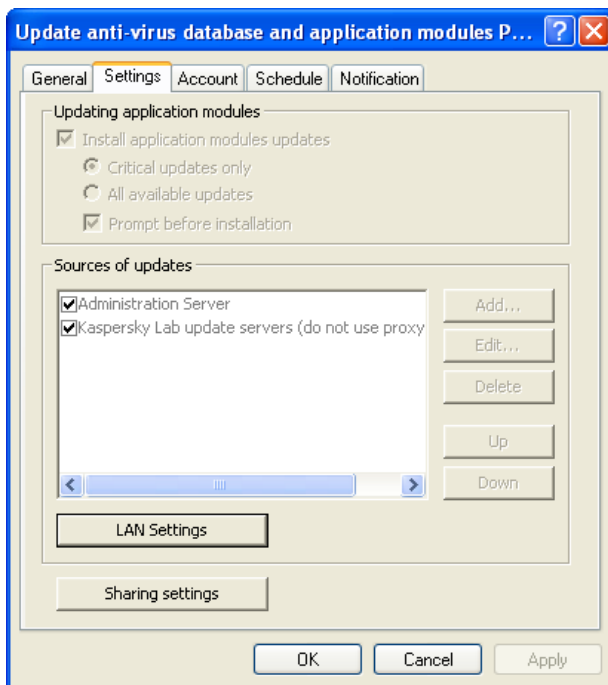 Update anti-virus database and application modules P...
General Settings Account Schedule Notification
Updating application modules
Install application modules updates
Critical updates only
All available updates
Prompt before installation
Sources of updates
Administration Server
Add...
Kaspersky Lab update servers (do not use proxy
Edit...
Delete
Up
Down
LAN Settings
Sharing settings
OK Cancel Apply